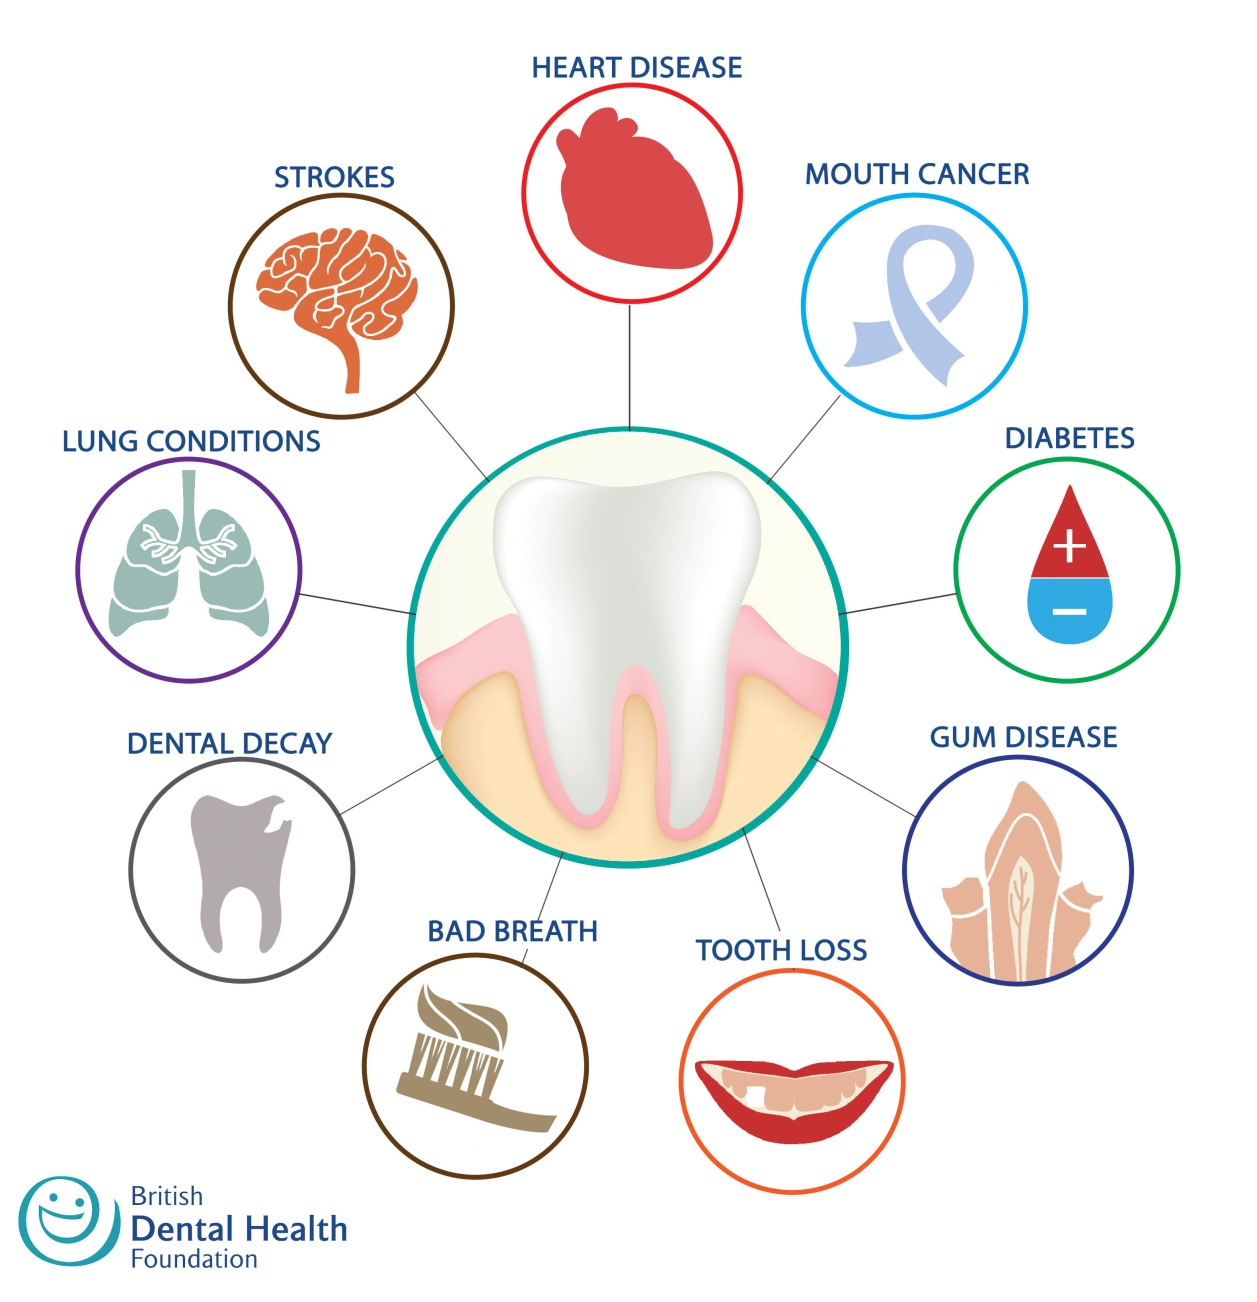 HEART DISEASE
STROKES
MOUTH CANCER
LUNG CONDITIONS
DIABETES
+
−
DENTAL DECAY
GUM DISEASE
BAD BREATH
TOOTH LOSS
British
Dental Health
Foundation